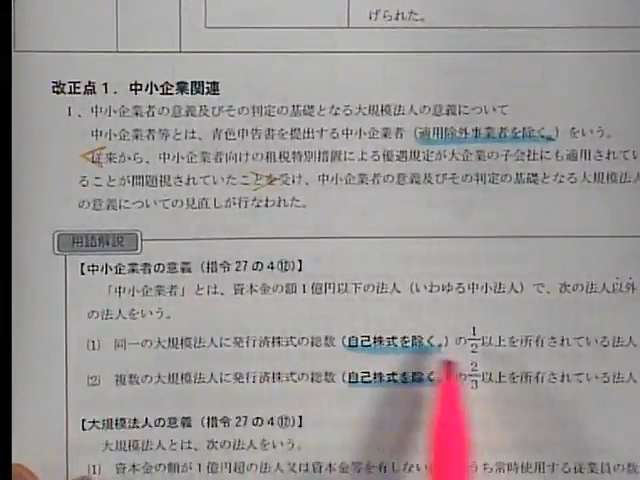 げられた。
改正点1．中小企業関連
1．中小企業者の意義及びその判定の基礎となる大規模法人の意義について
中小企業者等とは、青色申告書を提出する中小企業者（適用除外事業者を除く。）をいう。
従来から、中小企業者向けの租税特別措置による優遇規定が大企業の子会社にも適用されてい
ることが問題視されていたことを受け、中小企業者の意義及びその判定の基礎となる大規模法人
の意義についての見直しが行なわれた。
用語解説
【中小企業者の意義（措令27の4⑫）】
「中小企業者」とは、資本金の額1億円以下の法人（いわゆる中小法人）で、次の法人以外
の法人をいう。
(1) 同一の大規模法人に発行済株式の総数（自己株式を除く。）の1/2以上を所有されている法人
(2) 複数の大規模法人に発行済株式の総数（自己株式を除く。の2/3以上を所有されている法人
【大規模法人の意義（措令27の4⑫）】
大規模法人とは、次の法人をいう。
(1) 資本金の額が1億円超の法人又は資本金等を有しない うち常時使用する従業員の数